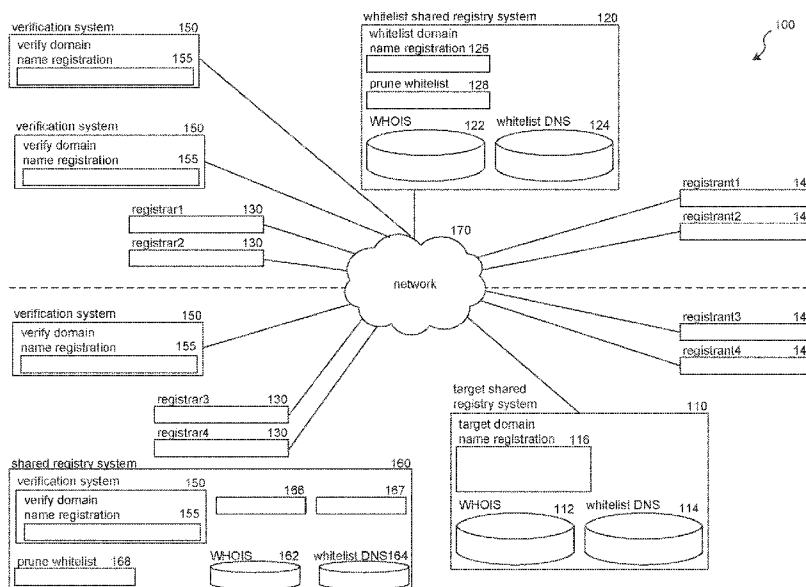 verification system 150
verify domain
name registration 155
verification system 150
verify domain
name registration 155
registrar1 130
registrar2 130
whitelist shared registry system 120
whitelist domain
name registration 126
prune whitelist 128
WHOIS 122
whitelist DNS 124
100
registrant1 14
registrant2 14
170
network
verification system 150
verify domain
name registration 155
registrar3 130
registrar4 130
registrant3 14
registrant4 14
target shared
registry system 110
target domain
name registration 116
WHOIS 112
whitelist DNS 114
shared registry system 160
verification system 150
verify domain
name registration 155
166
167
prune whitelist 168
WHOIS 162
whitelist DNS164